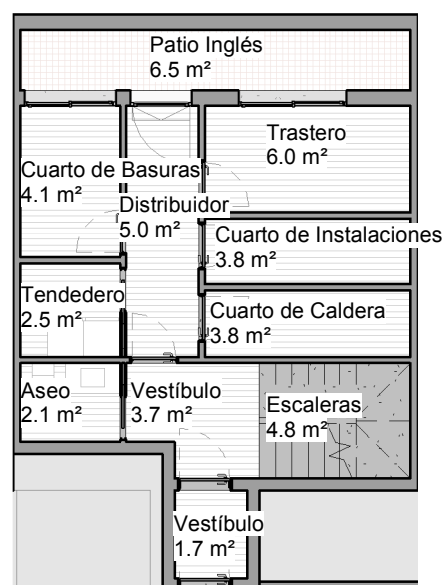 Patio Inglés
6.5 m²
Trastero
6.0 m²
Cuarto de Basuras
4.1 m²
Distribuidor
5.0 m²
Cuarto de Instalaciones
3.8 m²
Tendedero
2.5 m²
Cuarto de Caldera
3.8 m²
Aseo
2.1 m²
Vestíbulo
3.7 m²
Escaleras
4.8 m²
Vestíbulo
1.7 m²